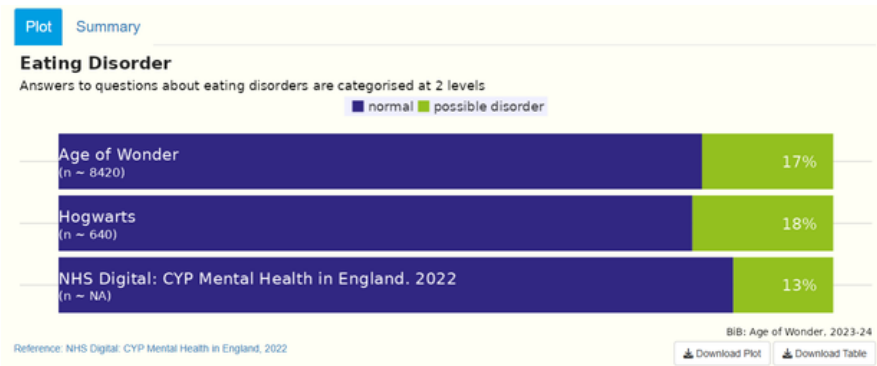 Plot Summary
Eating Disorder
Answers to questions about eating disorders are categorised at 2 levels
normal possible disorder
Age of Wonder
(n ~ 8420)
17%
Hogwarts
(n ~ 640)
18%
NHS Digital: CYP Mental Health in England. 2022
(n ~ NA)
13%
BiB: Age of Wonder, 2023-24
Reference: NHS Digital: CYP Mental Health in England, 2022
Download Plot Download Table